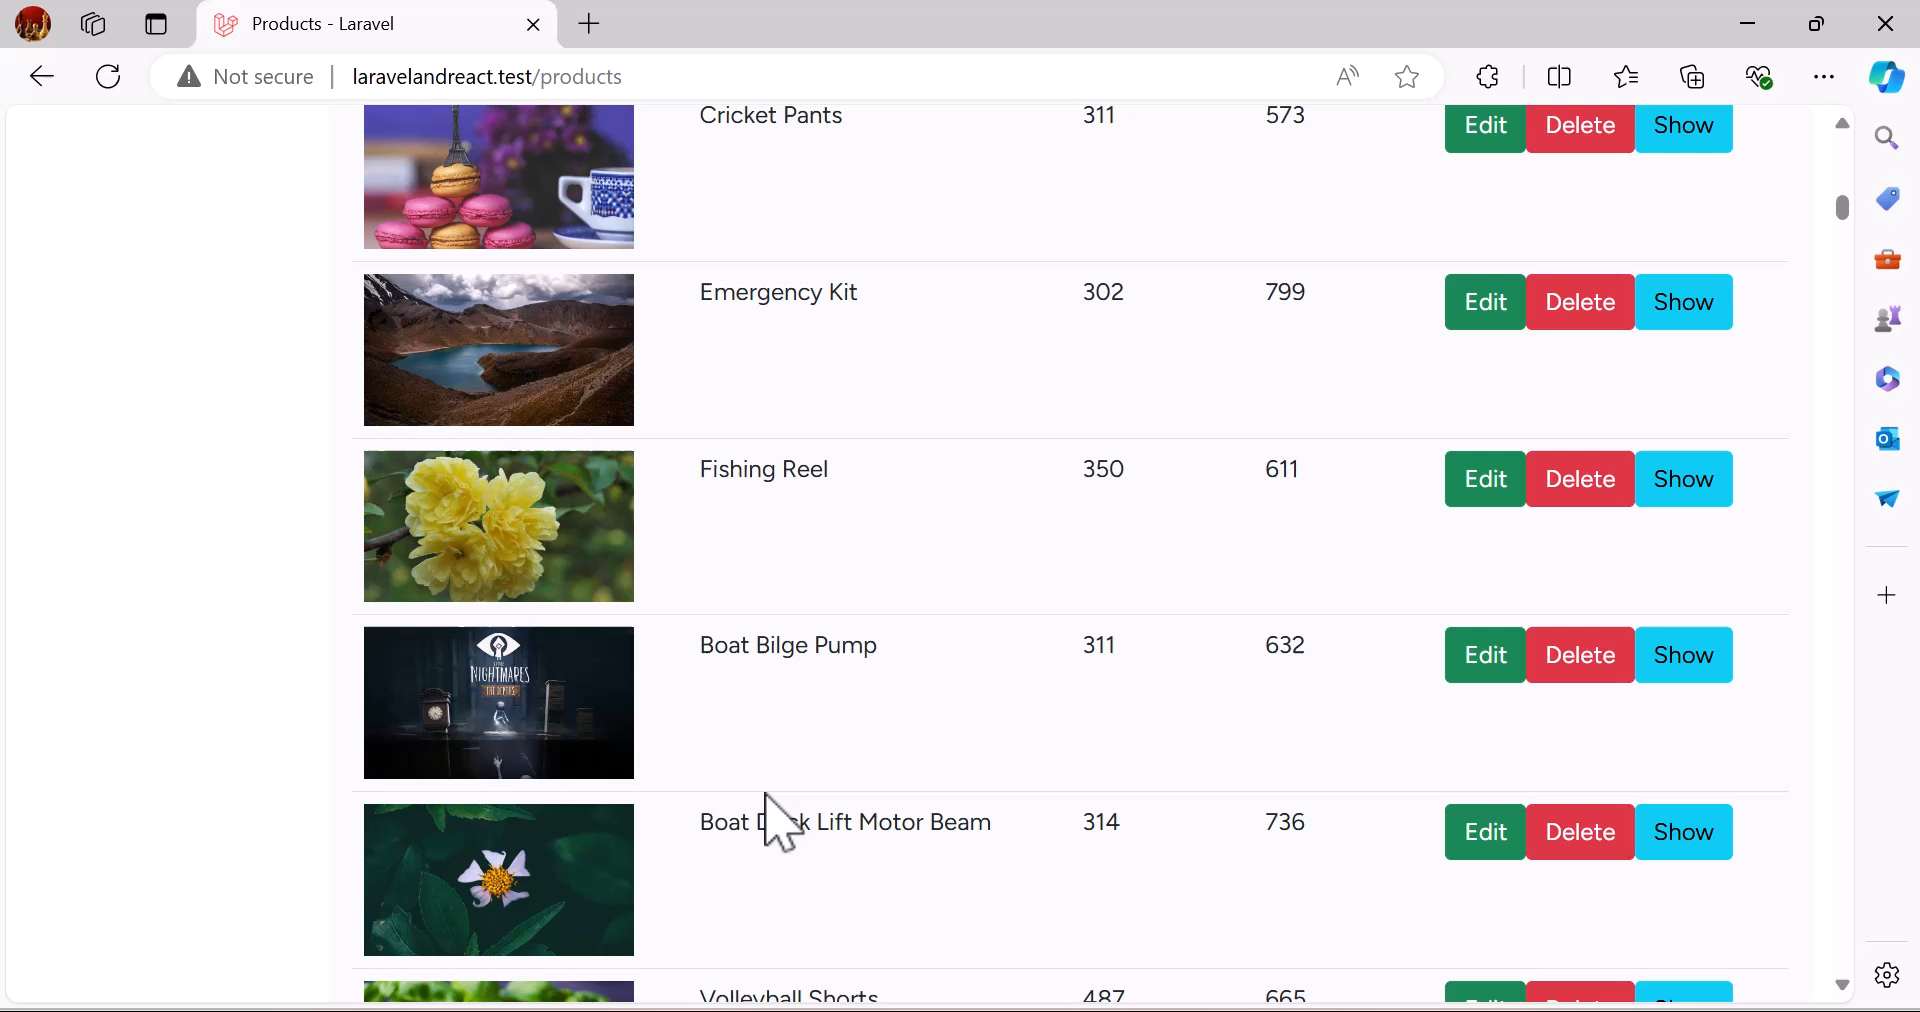 Products - Laravel
Not secure laravelandreact.test/products
Cricket Pants 311 573 Edit Delete Show
Emergency Kit 302 799 Edit Delete Show
Fishing Reel 350 611 Edit Delete Show
Boat Bilge Pump 311 632 Edit Delete Show
NIGHTMARES
THE DEPTHS
Boat Lift Motor Beam 314 736 Edit Delete Show
Volleyball Shorts 487 665